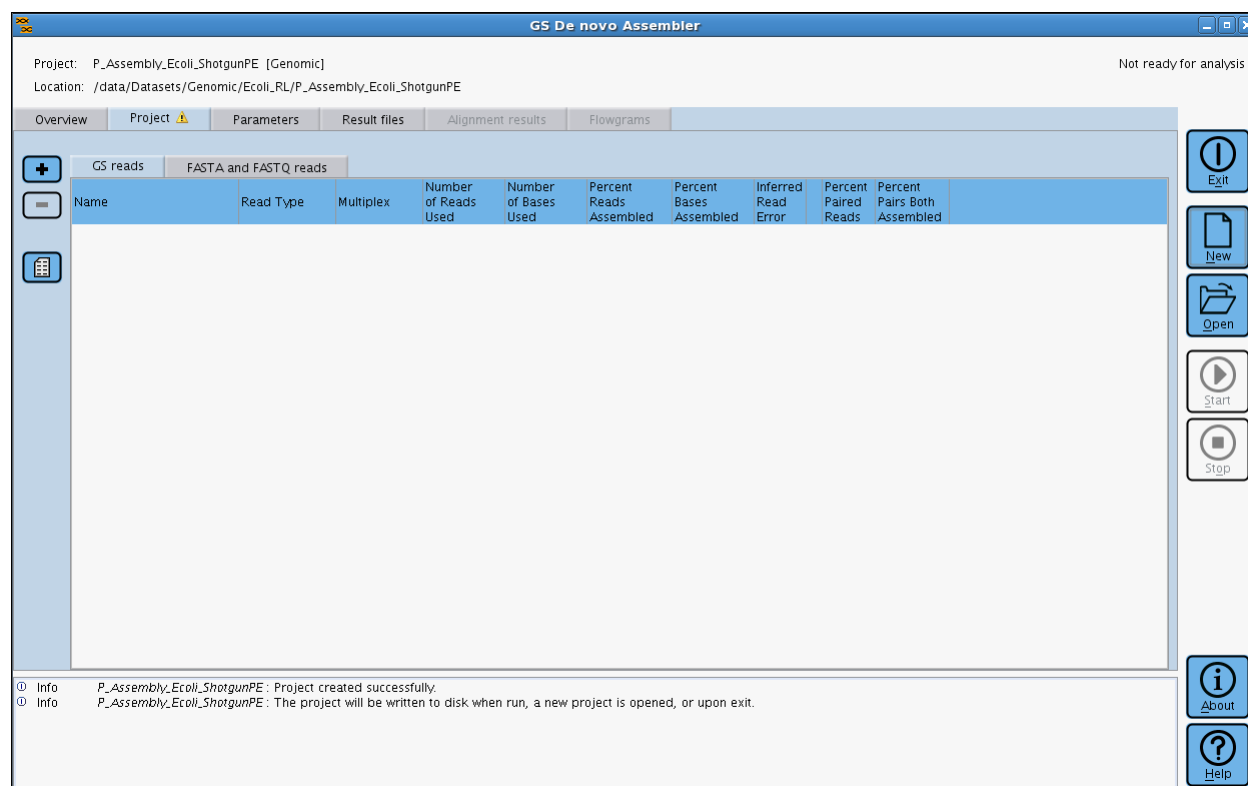 GS De novo Assembler
Project: P_Assembly_Ecoli_ShotgunPE [Genomic]
Not ready for analysis
Location: /data/Datasets/Genomic/Ecoli_RL/P_Assembly_Ecoli_ShotgunPE
Overview Project Parameters Result files Alignment results Flowgrams
GS reads FASTA and FASTQ reads
Name Read Type Multiplex Number of Reads Used Number of Bases Used Percent Reads Assembled Percent Bases Assembled Inferred Read Error Percent Paired Reads Percent Pairs Both Assembled
Exit
New
Open
Start
Stop
Info P_Assembly_Ecoli_ShotgunPE : Project created successfully.
Info P_Assembly_Ecoli_ShotgunPE : The project will be written to disk when run, a new project is opened, or upon exit.
About
Help